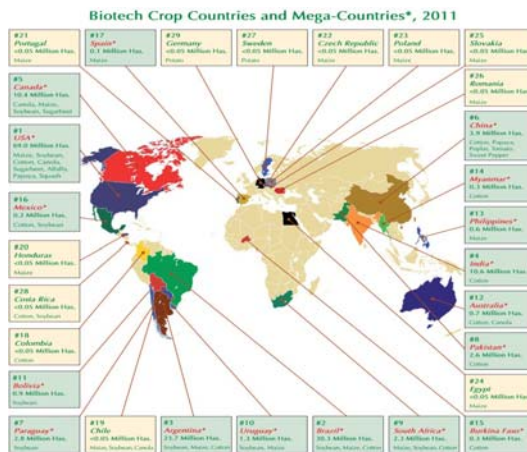 Biotech Crop Countries and Mega-Countries*, 2011
#21
Portugal
<0.05 Million Has.
Maize
#17
Spain*
0.1 Million Has.
Maize
#29
Germany
<0.05 Million Has.
Potato
#27
Sweden
<0.05 Million Has.
Potato
#22
Czech Republic
<0.05 Million Has.
Maize
#23
Poland
<0.05 Million Has.
Maize
#25
Slovakia
<0.05 Million Has.
Maize
#5
Canada*
10.4 Million Has.
Canola, Maize,
Soybean, Sugarbeet
#26
Romania
<0.05 Million Has.
Maize
#1
USA*
69.0 Million Has.
Maize, Soybean,
Cotton, Canola,
Sugarbeet, Alfalfa,
Papaya, Squash
#6
China*
3.9 Million Has.
Cotton, Papaya,
Poplar, Tomato,
Sweet Pepper
#14
Myanmar*
0.3 Million Has.
Cotton
#16
Mexico*
0.2 Million Has.
Cotton, Soybean
#13
Philippines*
0.6 Million Has.
Maize
#20
Honduras
<0.05 Million Has.
Maize
#4
India*
10.6 Million Has.
Cotton
#28
Costa Rica
<0.05 Million Has.
Cotton, Soybean
#12
Australia*
0.7 Million Has.
Cotton, Canola
#18
Colombia
<0.05 Million Has.
Cotton
#8
Pakistan*
2.6 Million Has.
Cotton
#11
Bolivia*
0.9 Million Has.
Soybean
#24
Egypt
<0.05 Million Has.
Maize
#7
Paraguay*
2.8 Million Has.
Soybean
#19
Chile
<0.05 Million Has.
Maize, Soybean, Canola
#3
Argentina*
23.7 Million Has.
Soybean, Maize, Cotton
#10
Uruguay*
1.3 Million Has.
Soybean, Maize
#2
Brazil*
30.3 Million Has.
Soybean, Maize, Cotton
#9
South Africa*
2.3 Million Has.
Maize, Soybean, Cotton
#15
Burkina Faso*
0.3 Million Has.
Cotton